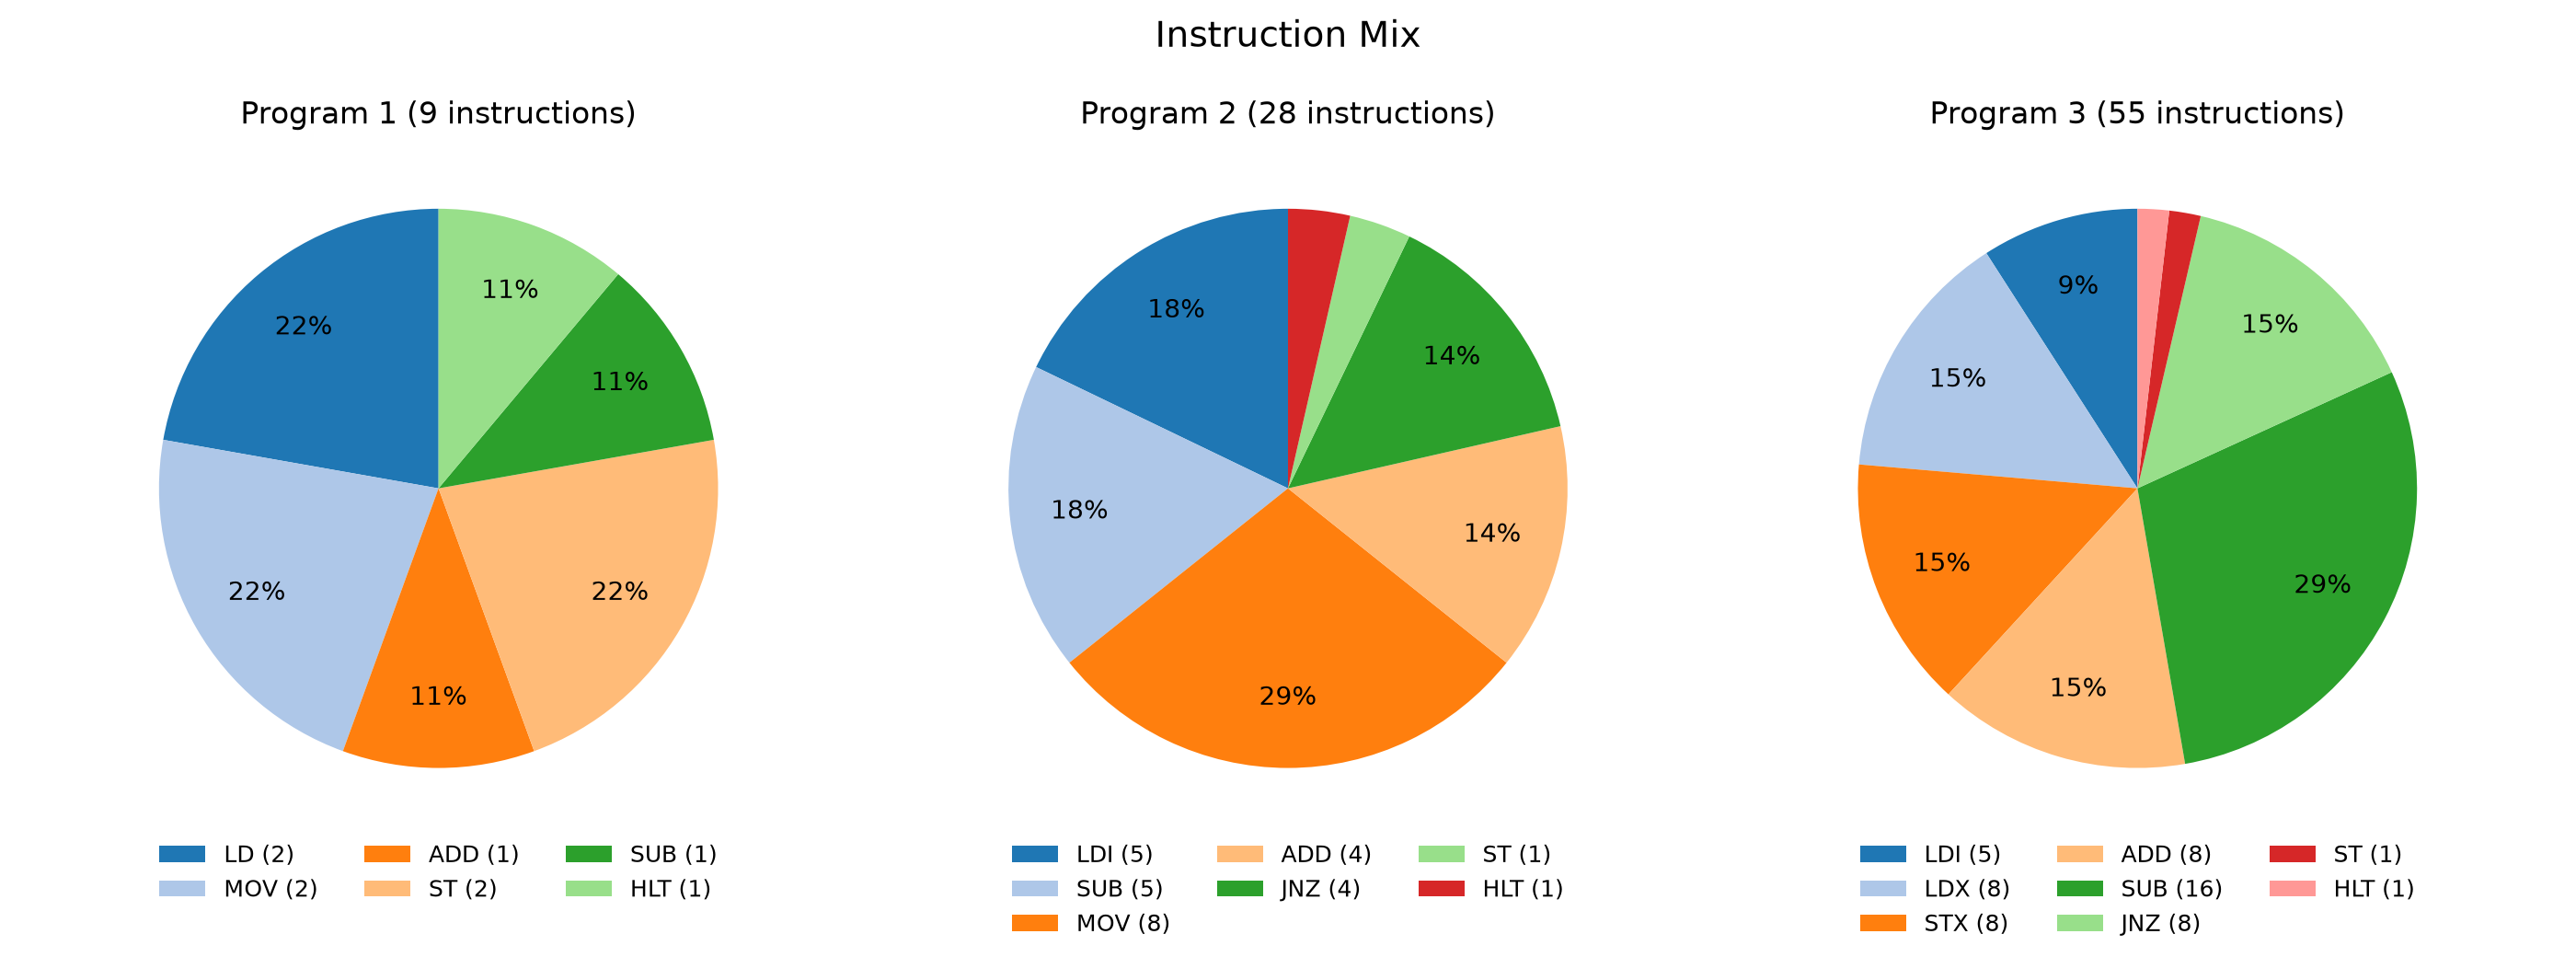 Instruction Mix
Program 1 (9 instructions)
22%
22%
11%
22%
11%
11%
LD (2)
MOV (2)
ADD (1)
ST (2)
SUB (1)
HLT (1)
Program 2 (28 instructions)
18%
18%
29%
14%
14%
LDI (5)
SUB (5)
MOV (8)
ADD (4)
JNZ (4)
ST (1)
HLT (1)
Program 3 (55 instructions)
9%
15%
15%
15%
29%
15%
LDI (5)
LDX (8)
STX (8)
ADD (8)
SUB (16)
JNZ (8)
ST (1)
HLT (1)